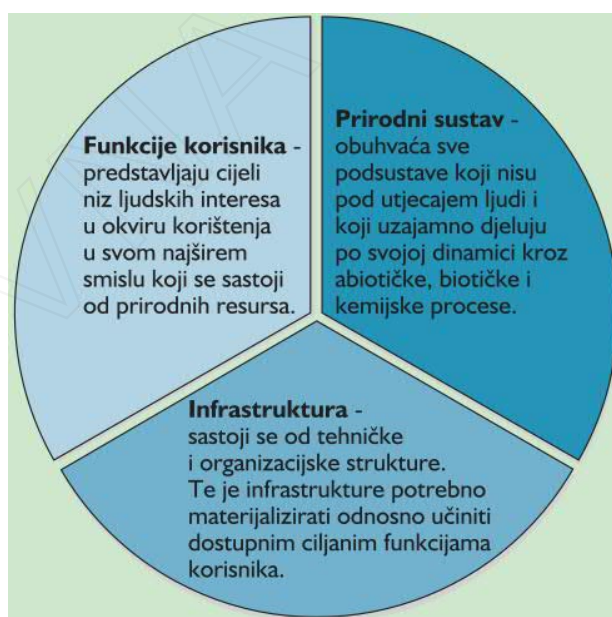 Funkcije korisnika -
predstavljaju cijeli
niz ljudskih interesa
u okviru korištenja
u svom najširem
smislu koji se sastoji
od prirodnih resursa.
Prirodni sustav -
obuhvaća sve
podsustave koji nisu
pod utjecajem ljudi i
koji uzajamno djeluju
po svojoj dinamici kroz
abiotičke, biotičke i
kemijske procese.
Infrastruktura -
sastoji se od tehničke
i organizacijske strukture.
Te je infrastrukture potrebno
materijalizirati odnosno učiniti
dostupnim ciljanim funkcijama
korisnika.